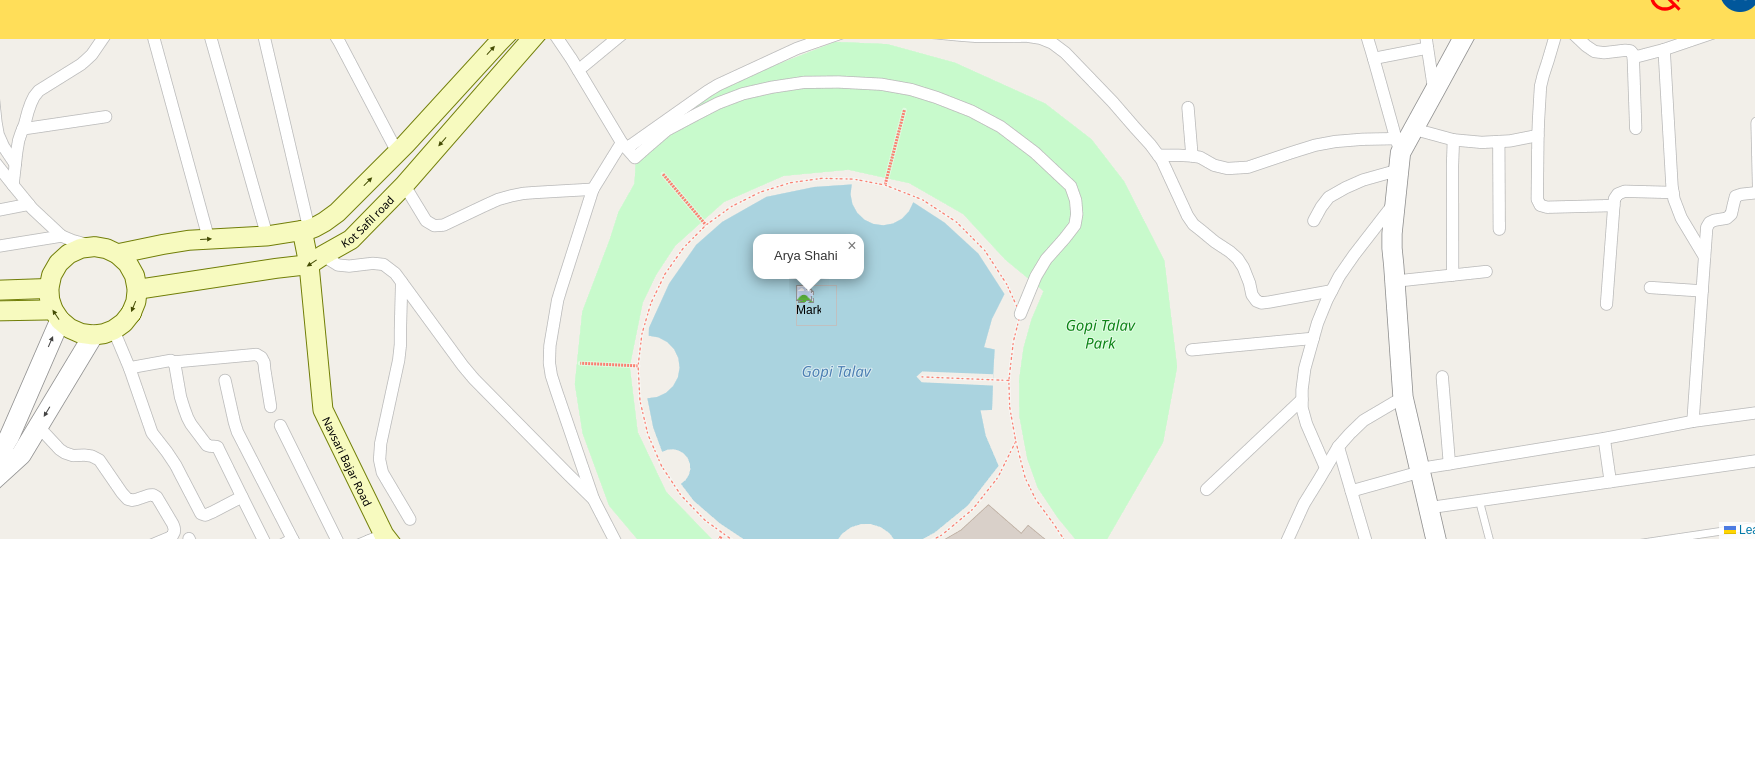 Kot Safil road
Arya Shahi
×
Mark
Gopi Talav
Park
Gopi Talav
Navsari Bajar Road
Lea